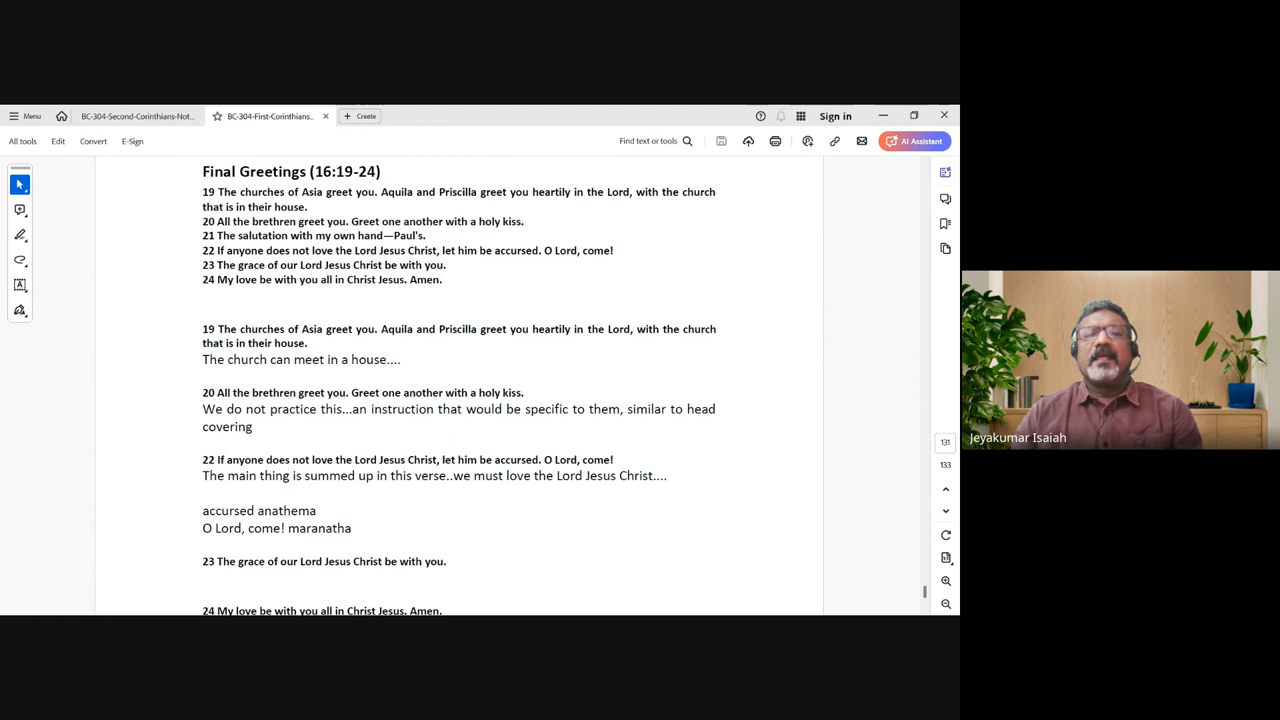 Menu
BC-304-Second-Corinthians-Not...
BC-304-First-Corinthians...
Create
Sign in
All tools
Edit
Convert
E-Sign
Find text or tools
AI Assistant
Final Greetings (16:19-24)
19 The churches of Asia greet you. Aquila and Priscilla greet you heartily in the Lord, with the church
that is in their house.
20 All the brethren greet you. Greet one another with a holy kiss.
21 The salutation with my own hand—Paul's.
22 If anyone does not love the Lord Jesus Christ, let him be accursed. O Lord, come!
23 The grace of our Lord Jesus Christ be with you.
24 My love be with you all in Christ Jesus. Amen.
19 The churches of Asia greet you. Aquila and Priscilla greet you heartily in the Lord, with the church
that is in their house.
The church can meet in a house....
20 All the brethren greet you. Greet one another with a holy kiss.
We do not practice this...an instruction that would be specific to them, similar to head
covering
22 If anyone does not love the Lord Jesus Christ, let him be accursed. O Lord, come!
The main thing is summed up in this verse..we must love the Lord Jesus Christ....
accursed anathema
O Lord, come! maranatha
23 The grace of our Lord Jesus Christ be with you.
24 My love be with you all in Christ Jesus. Amen.
131
133
Jeyakumar Isaiah